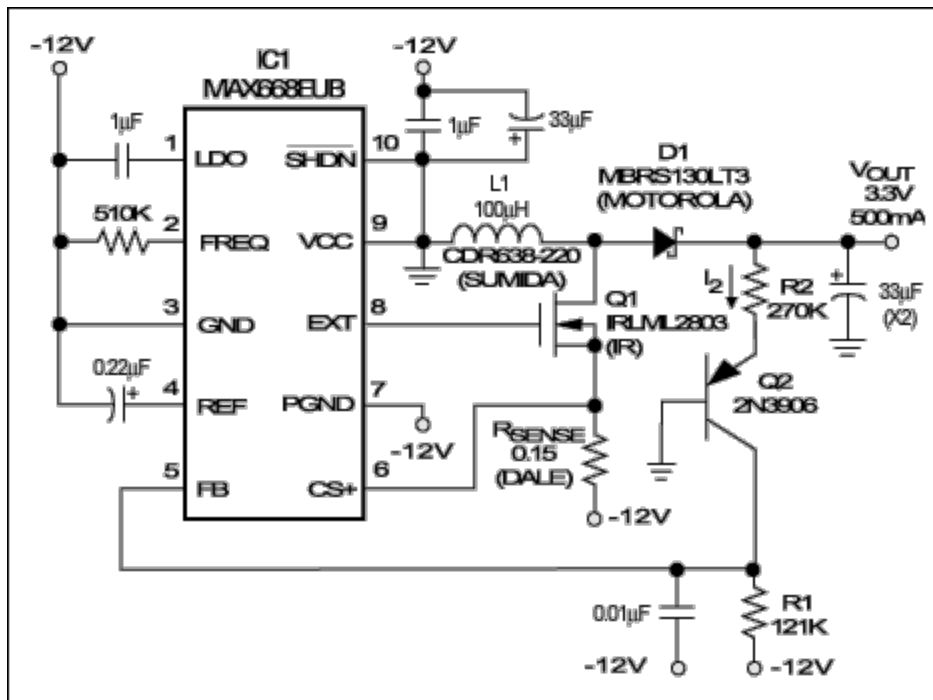 -12V
IC1
MAX668EUB
-12V
1µF
1
LDO
SHDN
10
1µF
33µF
+
510K
2
FREQ
VCC
9
L1
100µH
CDR638-220
(SUMIDA)
D1
MBRS130LT3
(MOTOROLA)
VOUT
3.3V
500mA
3
GND
EXT
8
Q1
IRLML2803
(IR)
I2
R2
270K
+
33µF
(X2)
0.22µF
+
4
REF
PGND
7
-12V
Q2
2N3906
5
FB
CS+
6
RSENSE
0.15
(DALE)
-12V
0.01µF
-12V
R1
121K
-12V